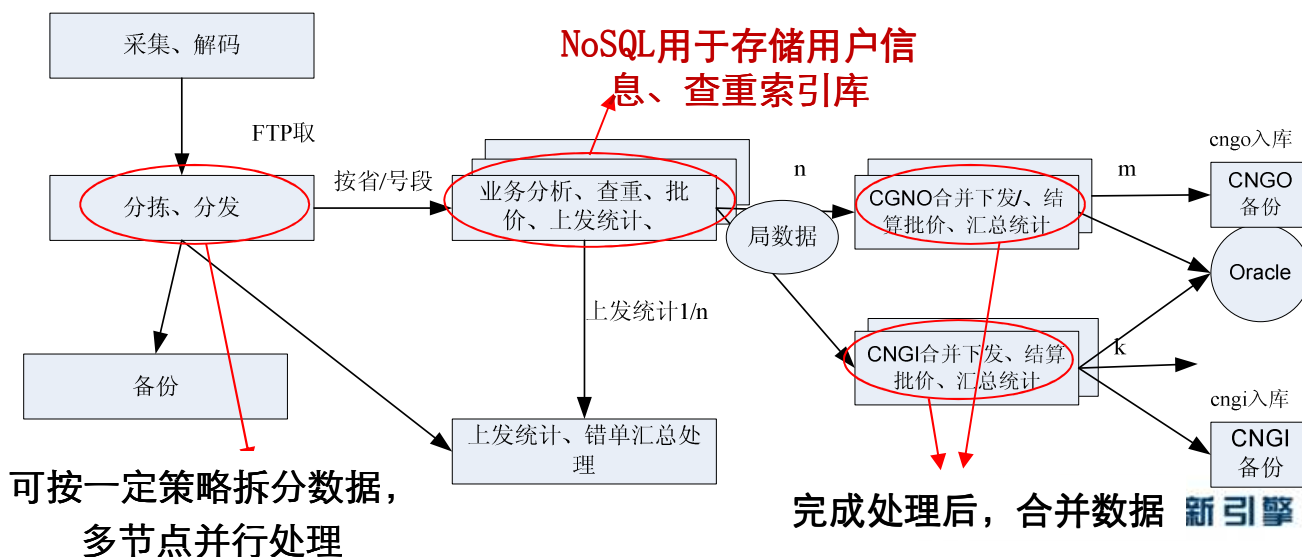 采集、解码
NoSQL用于存储用户信
息、查重索引库
FTP取
cngo入库
按省/号段
n
m
分拣、分发
业务分析、查重、批
价、上发统计、
CGNO合并下发/、结
算批价、汇总统计
CNGO
备份
局数据
Oracle
上发统计1/n
备份
CNGI合并下发、结算
批价、汇总统计
k
cngi入库
上发统计、错单汇总处
理
CNGI
备份
可按一定策略拆分数据，
多节点并行处理
完成处理后，合并数据
新引擎